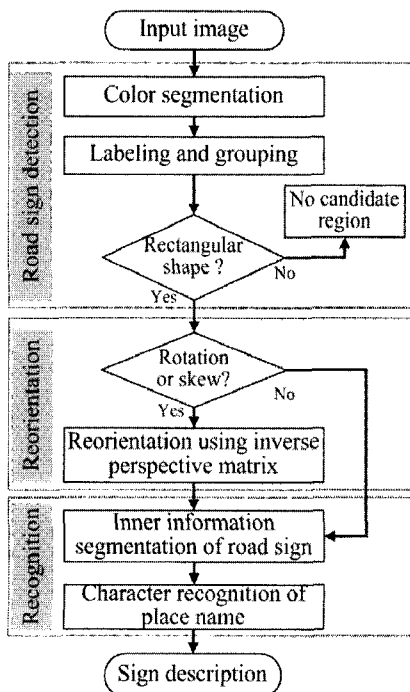 Input image
Road sign detection
Color segmentation
Labeling and grouping
No candidate
region
Rectangular
shape ?
No
Yes
Reorientation
Rotation
or skew?
No
Yes
Reorientation using inverse
perspective matrix
Recognition
Inner information
segmentation of road sign
Character recognition of
place name
Sign description